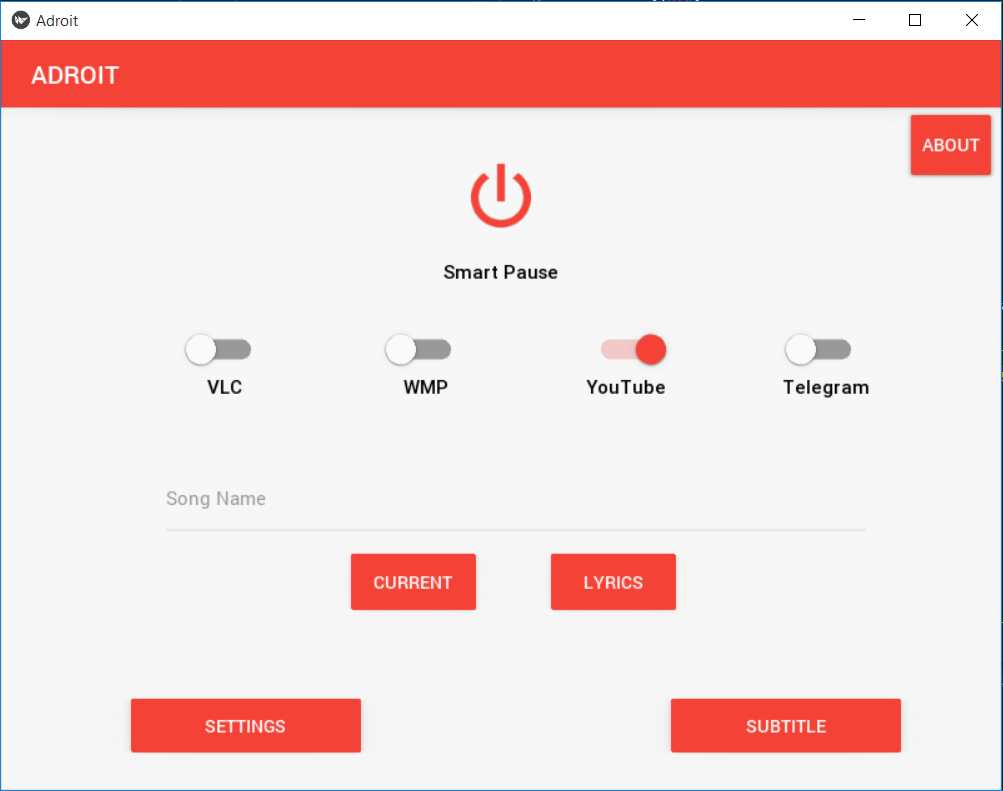 Adroit
ADROIT
ABOUT
Smart Pause
VLC WMP YouTube Telegram
Song Name
CURRENT LYRICS
SETTINGS SUBTITLE